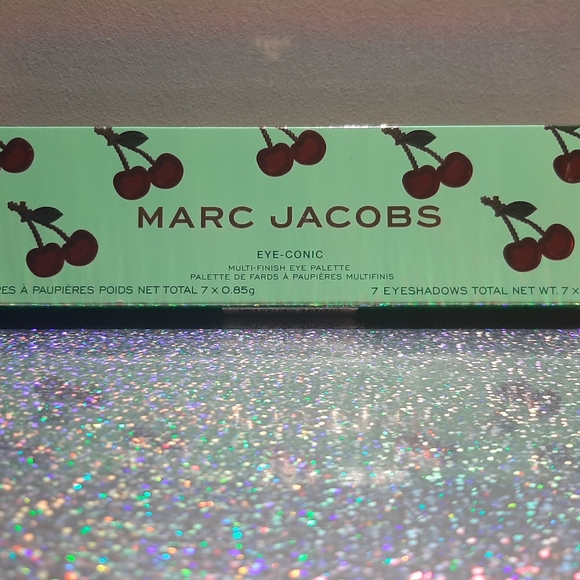 MARC JACOBS
EYE-CONIC
MULTI-FINISH EYE PALETTE
PALETTE DE FARDS À PAUPIÈRES MULTIFINIS
À PAUPIÈRES POIDS NET TOTAL 7 x 0.85g
7 EYESHADOWS TOTAL NET WT. 7 x